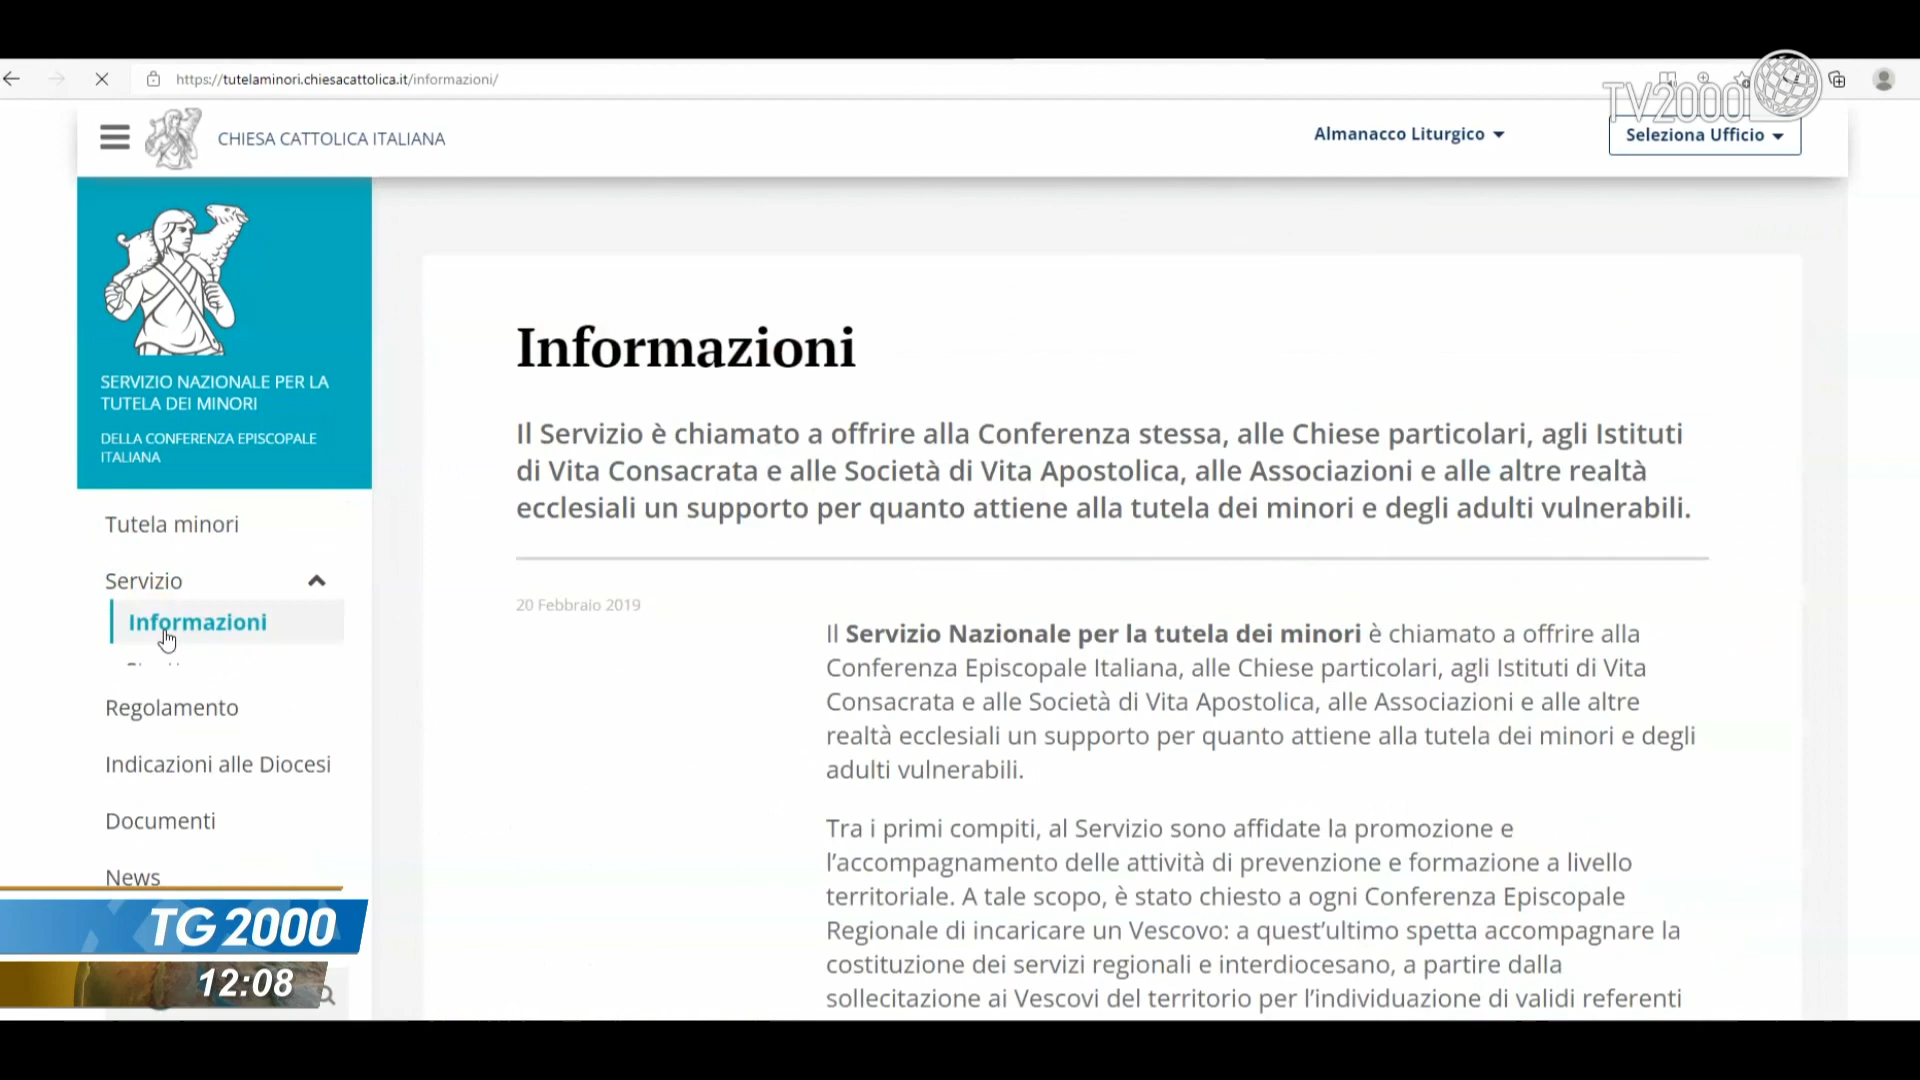 https://tutelaminori.chiesacattolica.it/informazioni/
TV2000
CHIESA CATTOLICA ITALIANA
Almanacco Liturgico
Seleziona Ufficio
SERVIZIO NAZIONALE PER LA
TUTELA DEI MINORI
DELLA CONFERENZA EPISCOPALE
ITALIANA
Tutela minori
Servizio
Informazioni
Regolamento
Indicazioni alle Diocesi
Documenti
News
Informazioni
Il Servizio è chiamato a offrire alla Conferenza stessa, alle Chiese particolari, agli Istituti
di Vita Consacrata e alle Società di Vita Apostolica, alle Associazioni e alle altre realtà
ecclesiali un supporto per quanto attiene alla tutela dei minori e degli adulti vulnerabili.
20 Febbraio 2019
Il Servizio Nazionale per la tutela dei minori è chiamato a offrire alla
Conferenza Episcopale Italiana, alle Chiese particolari, agli Istituti di Vita
Consacrata e alle Società di Vita Apostolica, alle Associazioni e alle altre
realtà ecclesiali un supporto per quanto attiene alla tutela dei minori e degli
adulti vulnerabili.
Tra i primi compiti, al Servizio sono affidate la promozione e
l'accompagnamento delle attività di prevenzione e formazione a livello
territoriale. A tale scopo, è stato chiesto a ogni Conferenza Episcopale
Regionale di incaricare un Vescovo: a quest'ultimo spetta accompagnare la
costituzione dei servizi regionali e interdiocesano, a partire dalla
sollecitazione ai Vescovi del territorio per l'individuazione di validi referenti
TG 2000
12:08